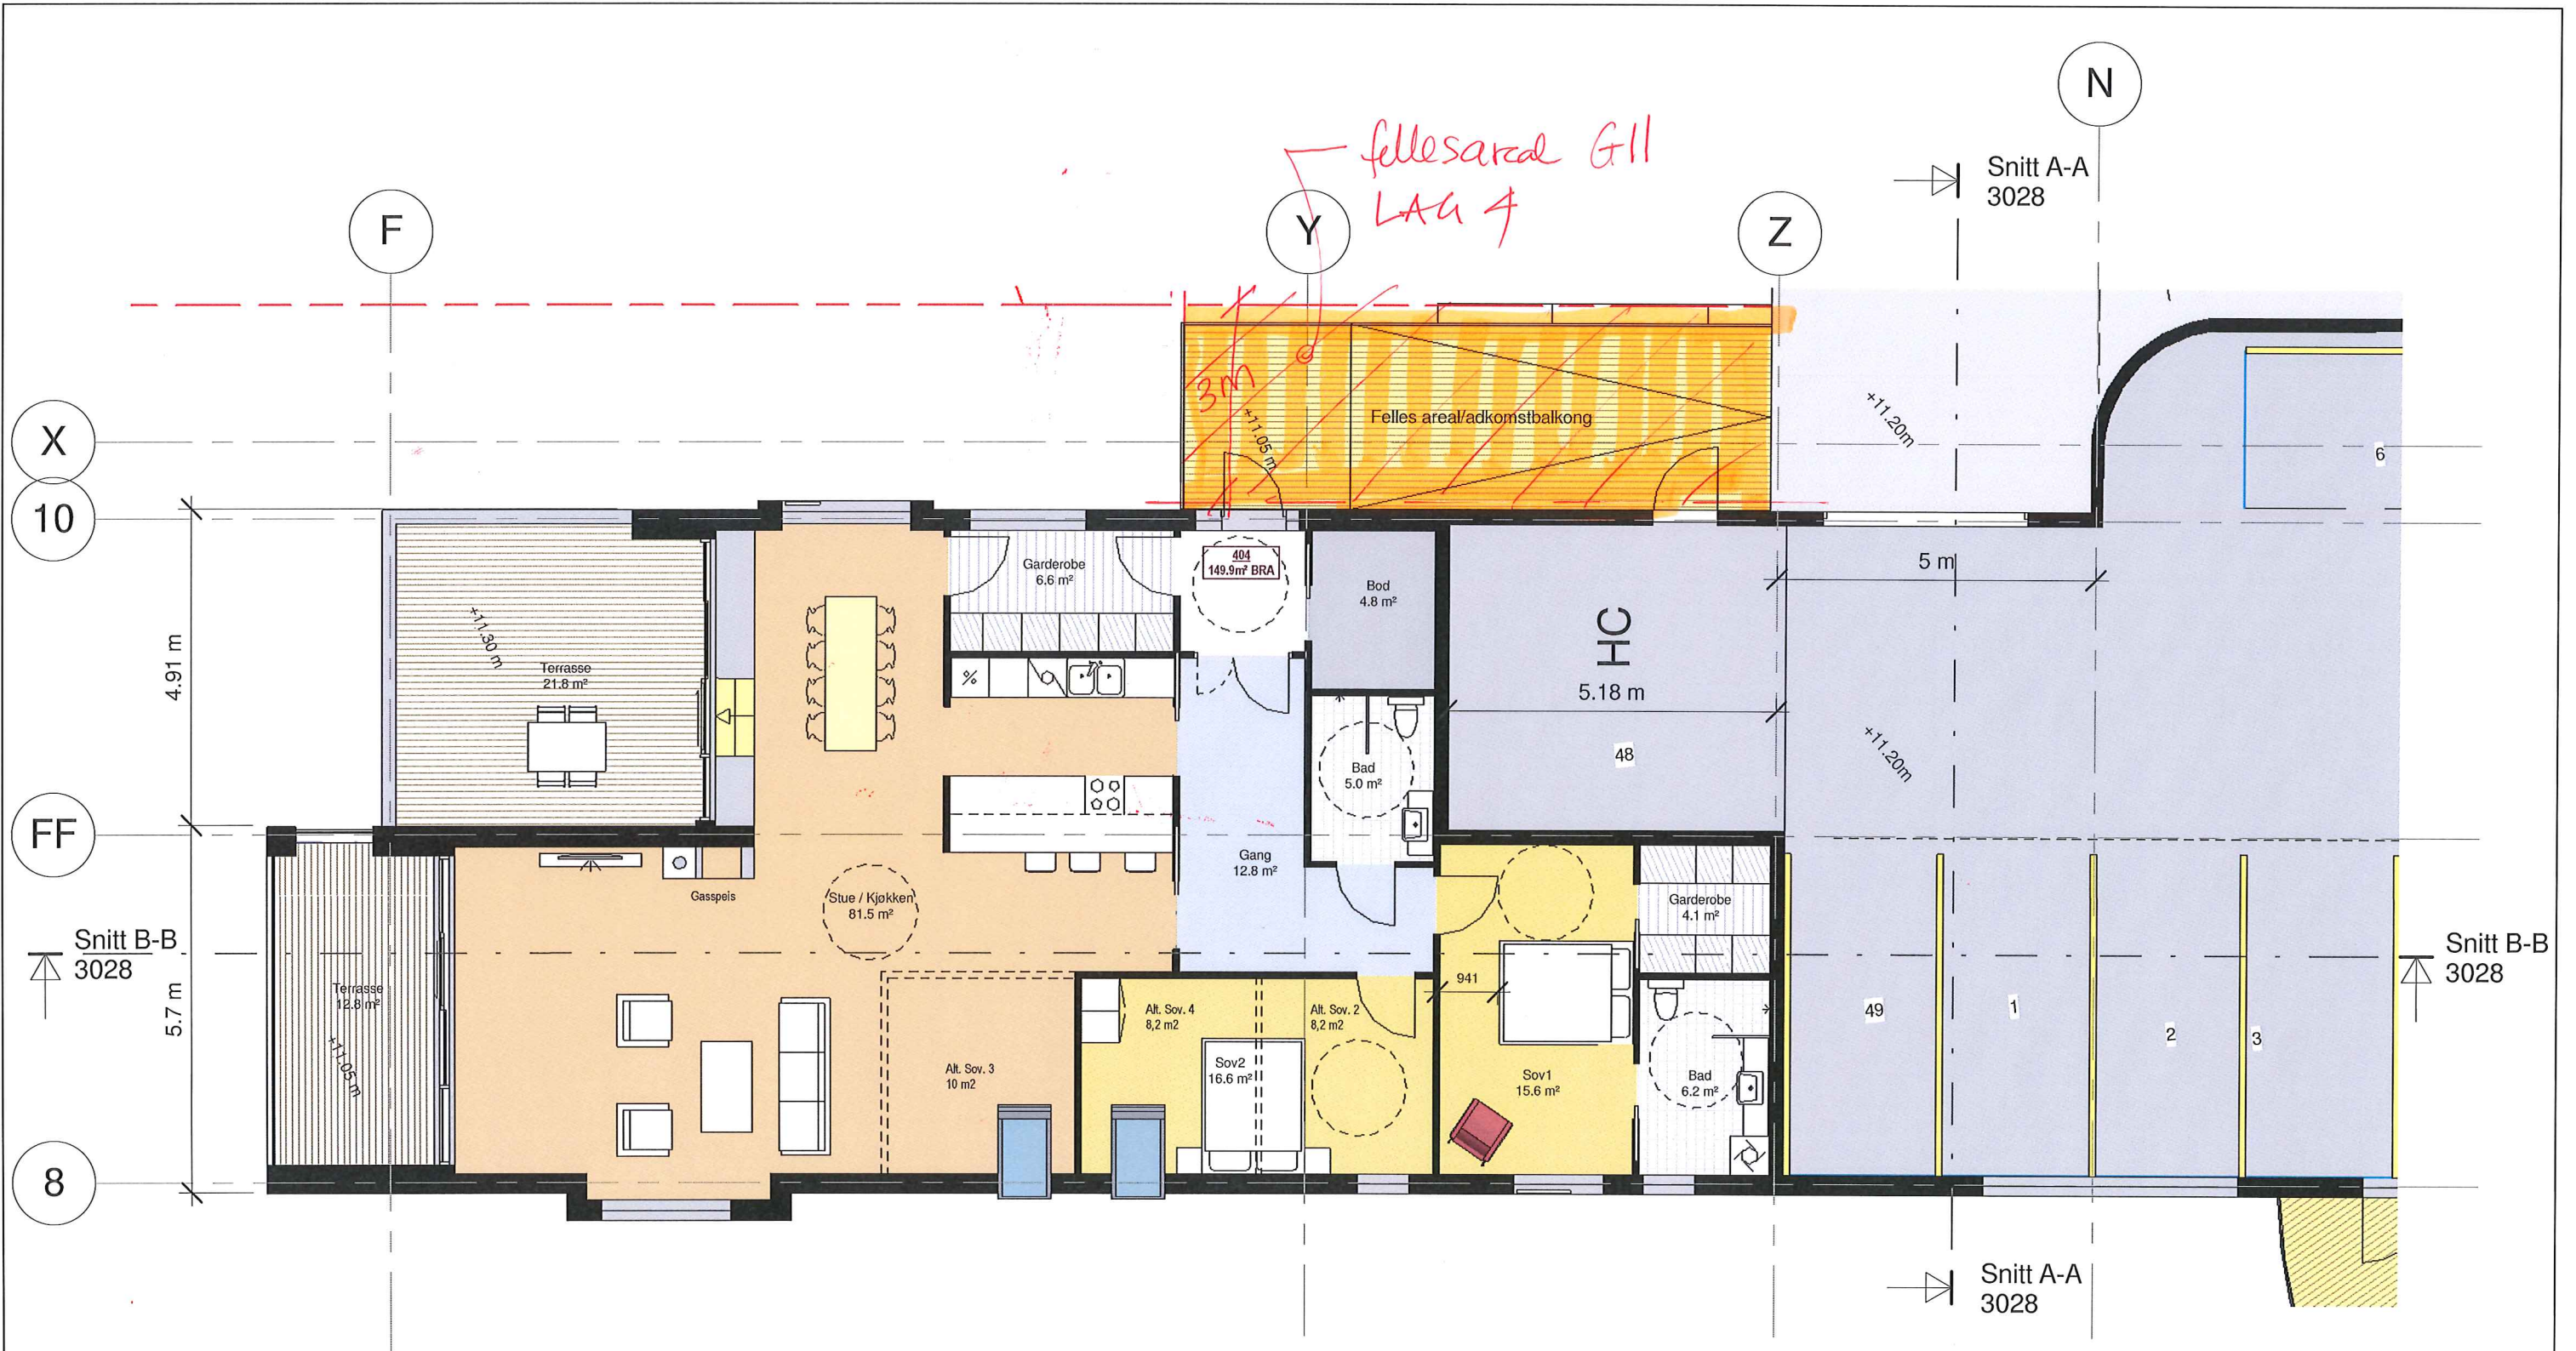 N
fellesareal G11
LAG 4
Snitt A-A
3028
F
Y
Z
X
3M
+11.05 m
Felles areal/adkomstbalkong
+11.20m
6
10
4.91 m
+11.30 m
Terrasse
21.8 m²
Garderobe
6.6 m²
404
149.9m² BRA
Bod
4.8 m²
HC
5.18 m
48
5 m
+11.20m
%
Bad
5.0 m²
FF
Gasspeis
Stue / Kjøkken
81.5 m²
Gang
12.8 m²
Garderobe
4.1 m²
Snitt B-B
3028
Snitt B-B
3028
5.7 m
Terrasse
12.8 m²
+11.05 m
941
Alt. Sov. 4
8,2 m2
Alt. Sov. 2
8,2 m2
Alt. Sov. 3
10 m2
Sov2
16.6 m²
Sov1
15.6 m²
Bad
6.2 m²
49
1
2
3
8
Snitt A-A
3028